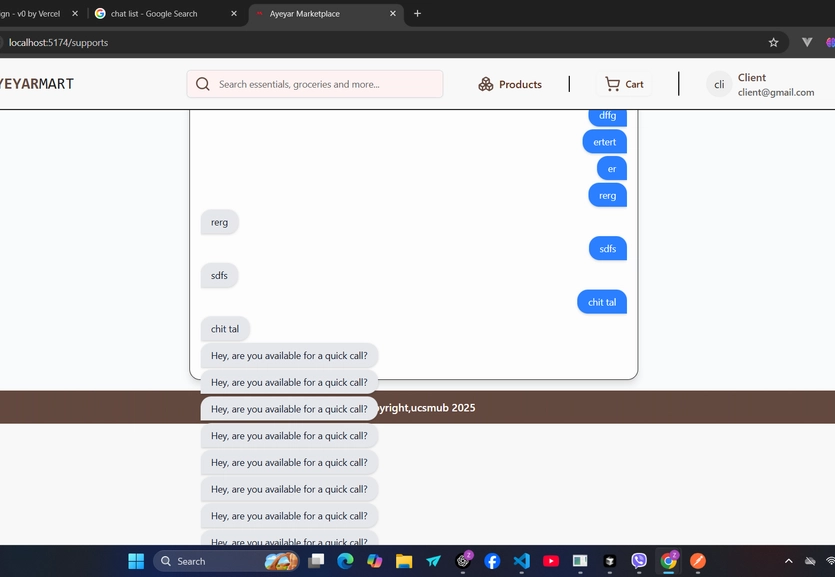 ign - v0 by Vercel
chat list - Google Search
Ayeyar Marketplace
localhost:5174/supports
YEYARMART
Search essentials, groceries and more...
Products
Cart
cli
Client
client@gmail.com
dffg
ertert
er
rerg
rerg
sdfs
sdfs
chit tal
chit tal
Hey, are you available for a quick call?
Hey, are you available for a quick call?
Hey, are you available for a quick call?
pyright,ucsmub 2025
Hey, are you available for a quick call?
Hey, are you available for a quick call?
Hey, are you available for a quick call?
Hey, are you available for a quick call?
Hey, are you available for a quick call?
Search
2
2